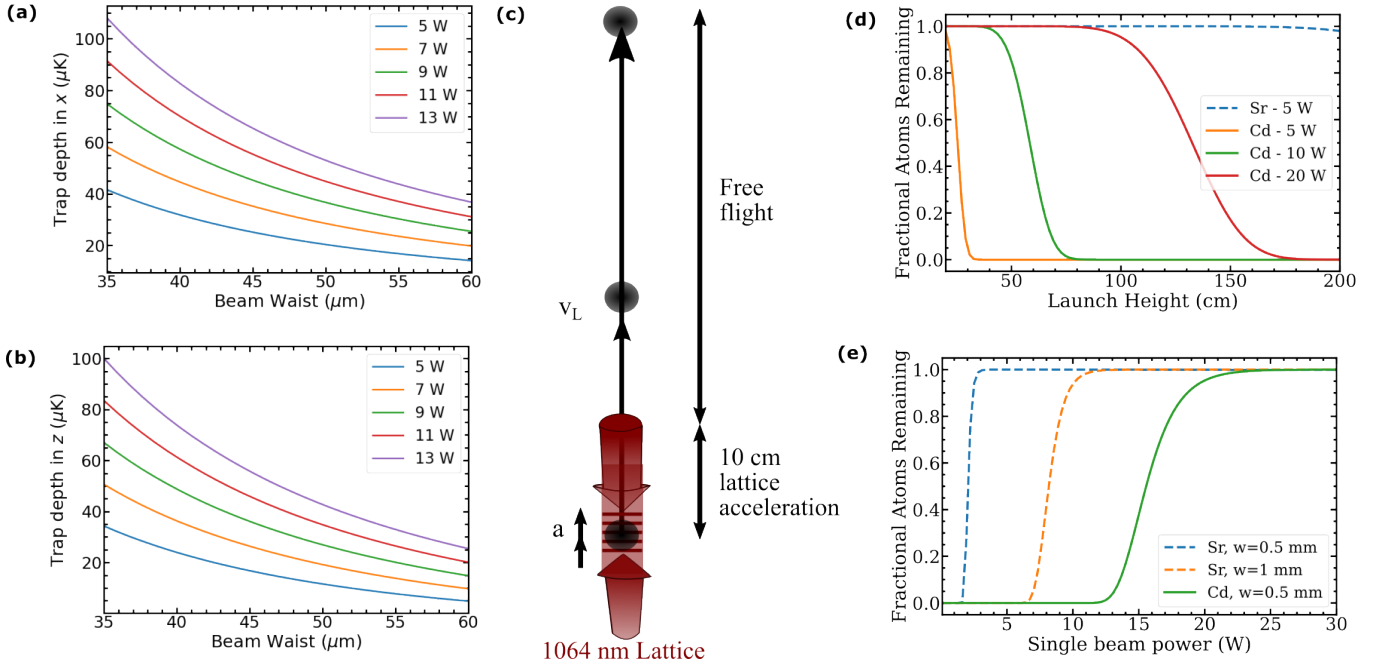 (a)
Trap depth in x (μK)
100
80
60
40
20
35 40 45 50 55 60
Beam Waist (μm)
5 W
7 W
9 W
11 W
13 W
(b)
Trap depth in z (μK)
100
80
60
40
20
0
35 40 45 50 55 60
Beam Waist (μm)
5 W
7 W
9 W
11 W
13 W
(c)
Free
flight
v_L
10 cm
lattice
acceleration
a
1064 nm Lattice
(d)
Fractional Atoms Remaining
1.0
0.8
0.6
0.4
0.2
0.0
50 100 150 200
Launch Height (cm)
Sr - 5 W
Cd - 5 W
Cd - 10 W
Cd - 20 W
(e)
Fractional Atoms Remaining
1.0
0.8
0.6
0.4
0.2
0.0
5 10 15 20 25 30
Single beam power (W)
Sr, w=0.5 mm
Sr, w=1 mm
Cd, w=0.5 mm